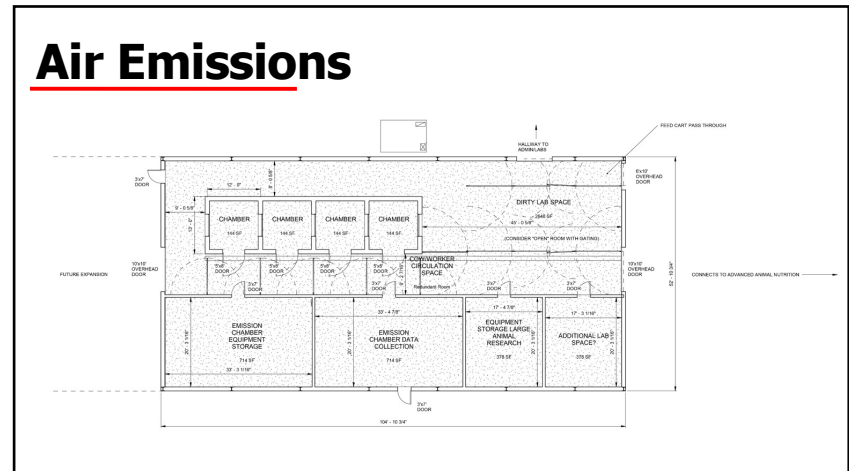 Air Emissions
FEED CART PASS THROUGH
HALLWAY TO
ADMIN/LABS
3'x7'
DOOR
12' - 0"
9' - 0 5/8"
6'x10'
OVERHEAD
DOOR
9' - 0 5/8"
12' - 0"
CHAMBER
144 SF
CHAMBER
144 SF
CHAMBER
144 SF
CHAMBER
144 SF
DIRTY LAB SPACE
2848 SF
45' - 0 5/8"
(CONSIDER "OPEN" ROOM WITH GATING)
52' - 10 3/4"
FUTURE EXPANSION
10'x10'
OVERHEAD
DOOR
5'x8'
DOOR
5'x8'
DOOR
5'x8'
DOOR
5'x8'
DOOR
COW/WORKER
CIRCULATION
SPACE
Redundant Room
10'x10'
OVERHEAD
DOOR
CONNECTS TO ADVANCED ANIMAL NUTRITION
3'x7'
DOOR
3'x7'
DOOR
3'x7'
DOOR
3'x7'
DOOR
33' - 4 7/8"
17' - 4 7/8"
17' - 3 1/16"
20' - 3 1/16"
EMISSION
CHAMBER
EQUIPMENT
STORAGE
714 SF
33' - 3 1/16"
20' - 3 1/16"
EMISSION
CHAMBER DATA
COLLECTION
714 SF
EQUIPMENT
STORAGE LARGE
ANIMAL
RESEARCH
378 SF
20' - 3 1/16"
ADDITIONAL LAB
SPACE?
378 SF
20' - 3 1/16"
3'x7'
DOOR
104' - 10 3/4"